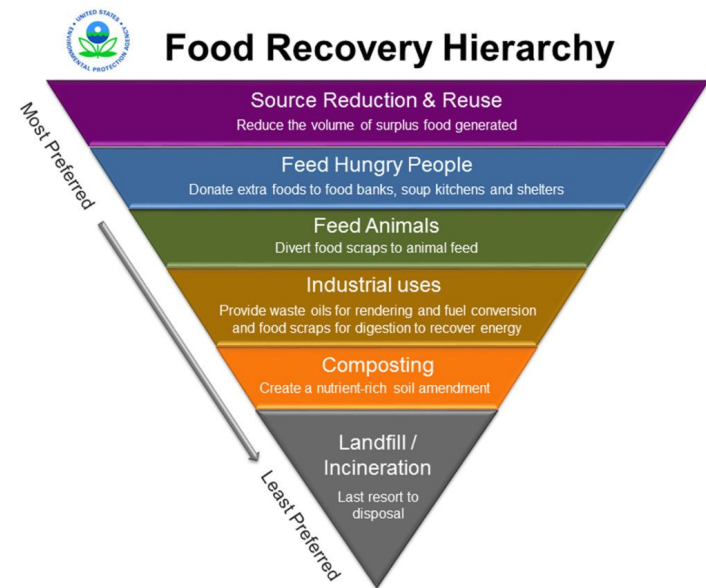 UNITED STATES
ENVIRONMENTAL PROTECTION AGENCY
Food Recovery Hierarchy
Most Preferred
Source Reduction & Reuse
Reduce the volume of surplus food generated
Feed Hungry People
Donate extra foods to food banks, soup kitchens and shelters
Feed Animals
Divert food scraps to animal feed
Industrial uses
Provide waste oils for rendering and fuel conversion
and food scraps for digestion to recover energy
Composting
Create a nutrient-rich soil amendment
Landfill /
Incineration
Last resort to
disposal
Least Preferred